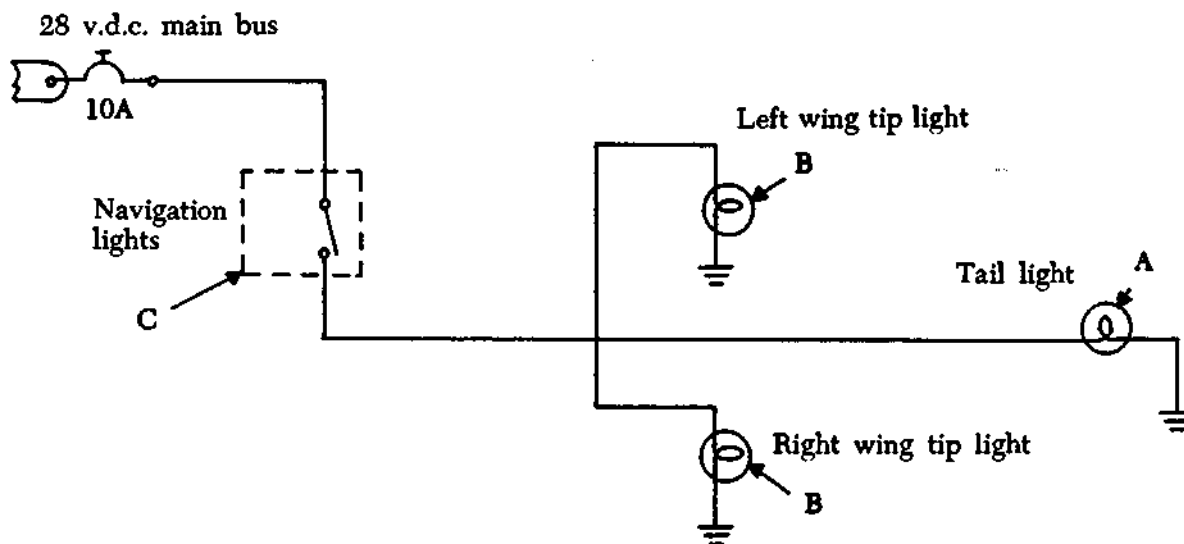 28 v.d.c. main bus
10A
Left wing tip light
B
Navigation
lights
Tail light
A
C
Right wing tip light
B